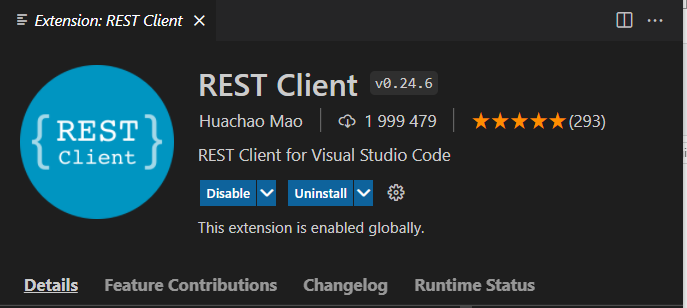 Extension: REST Client
REST Client v0.24.6
{REST
Client}
Huachao Mao 1 999 479 (293)
REST Client for Visual Studio Code
Disable Uninstall
This extension is enabled globally.
Details Feature Contributions Changelog Runtime Status